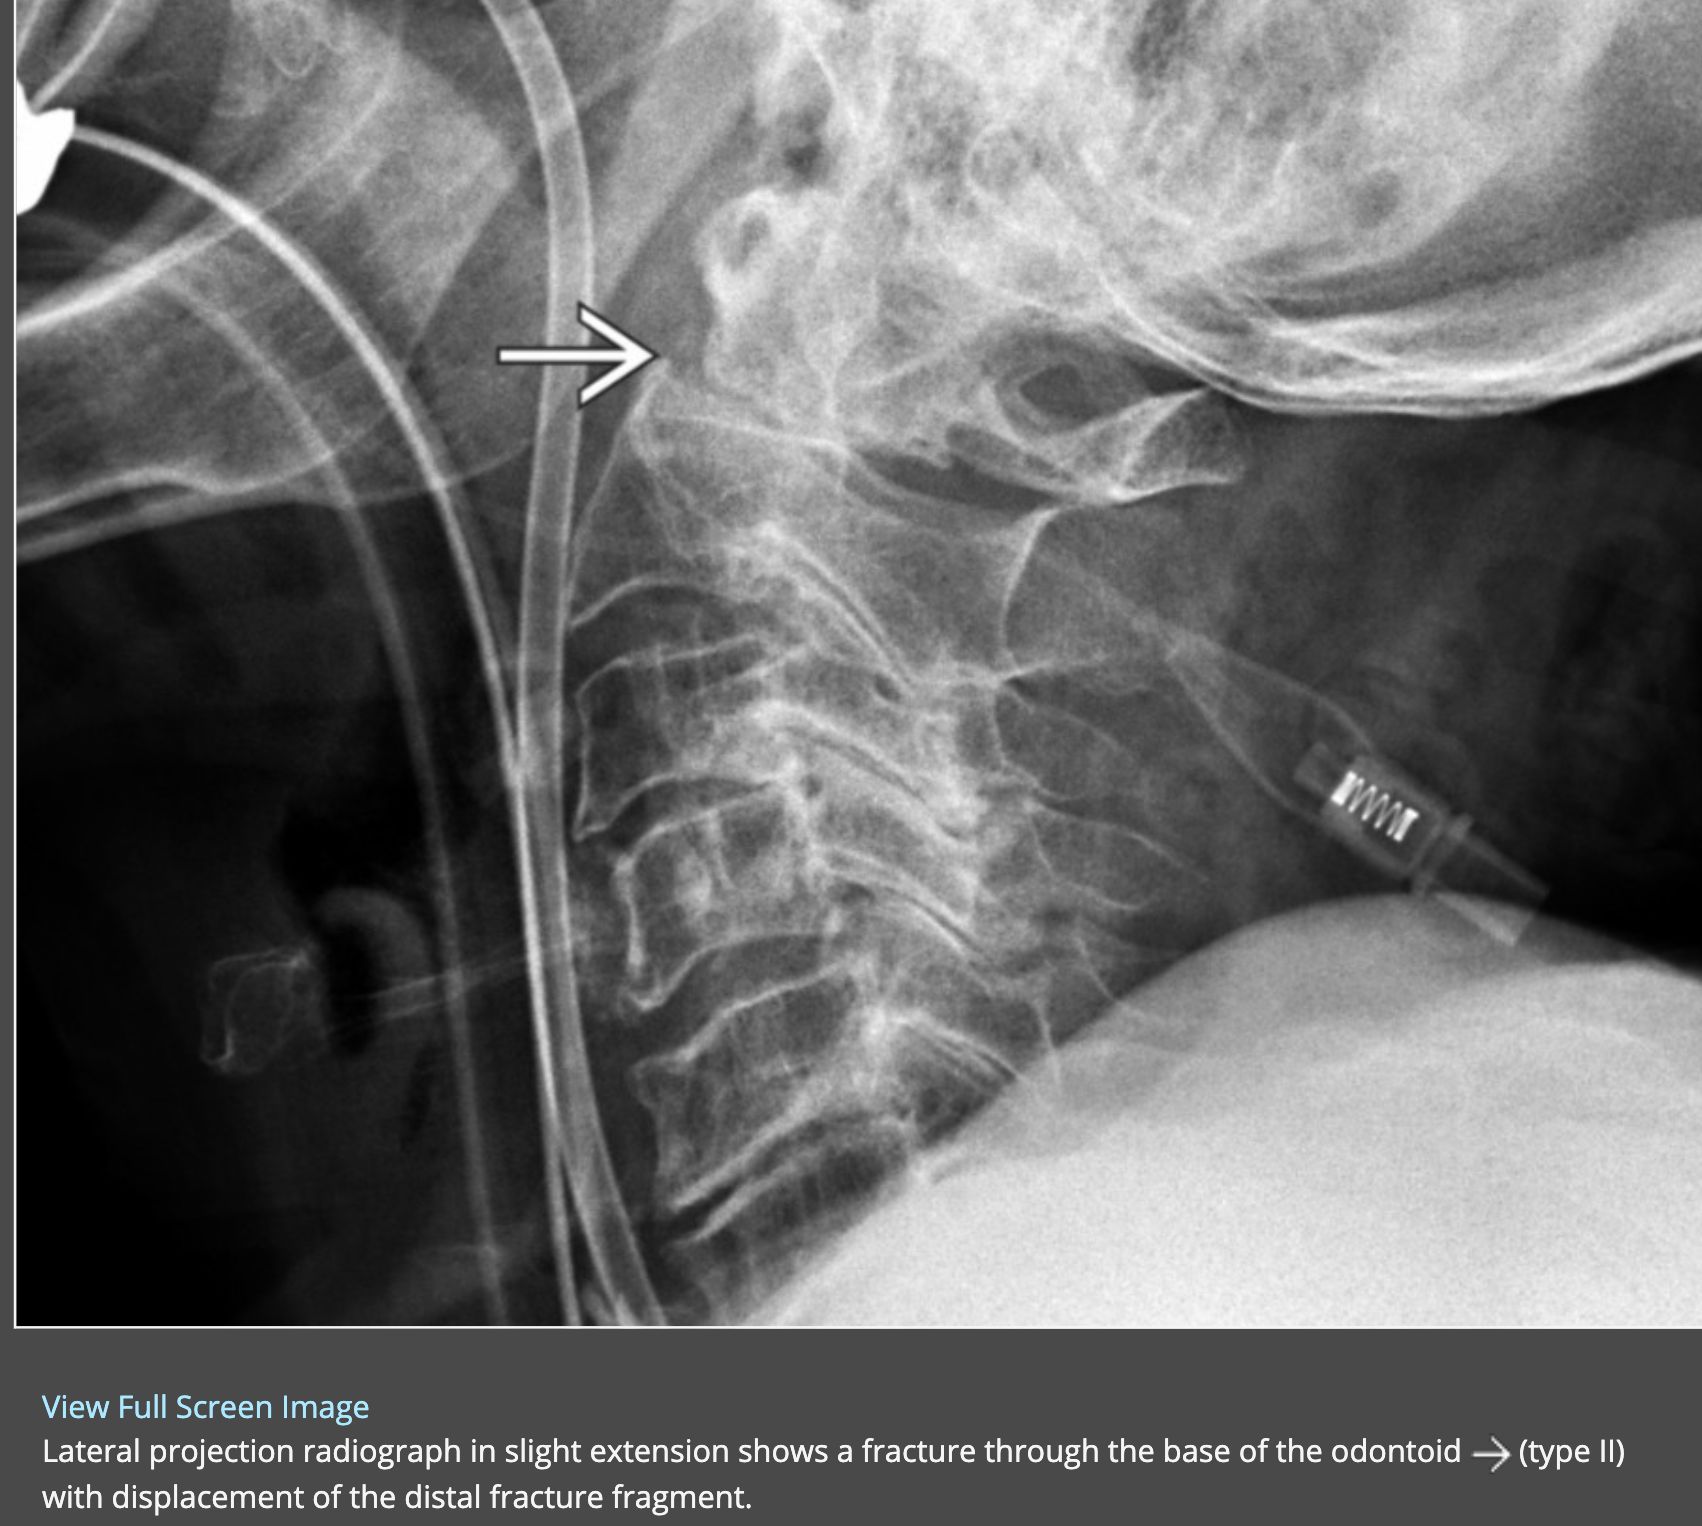 View Full Screen Image
Lateral projection radiograph in slight extension shows a fracture through the base of the odontoid → (type II)
with displacement of the distal fracture fragment.